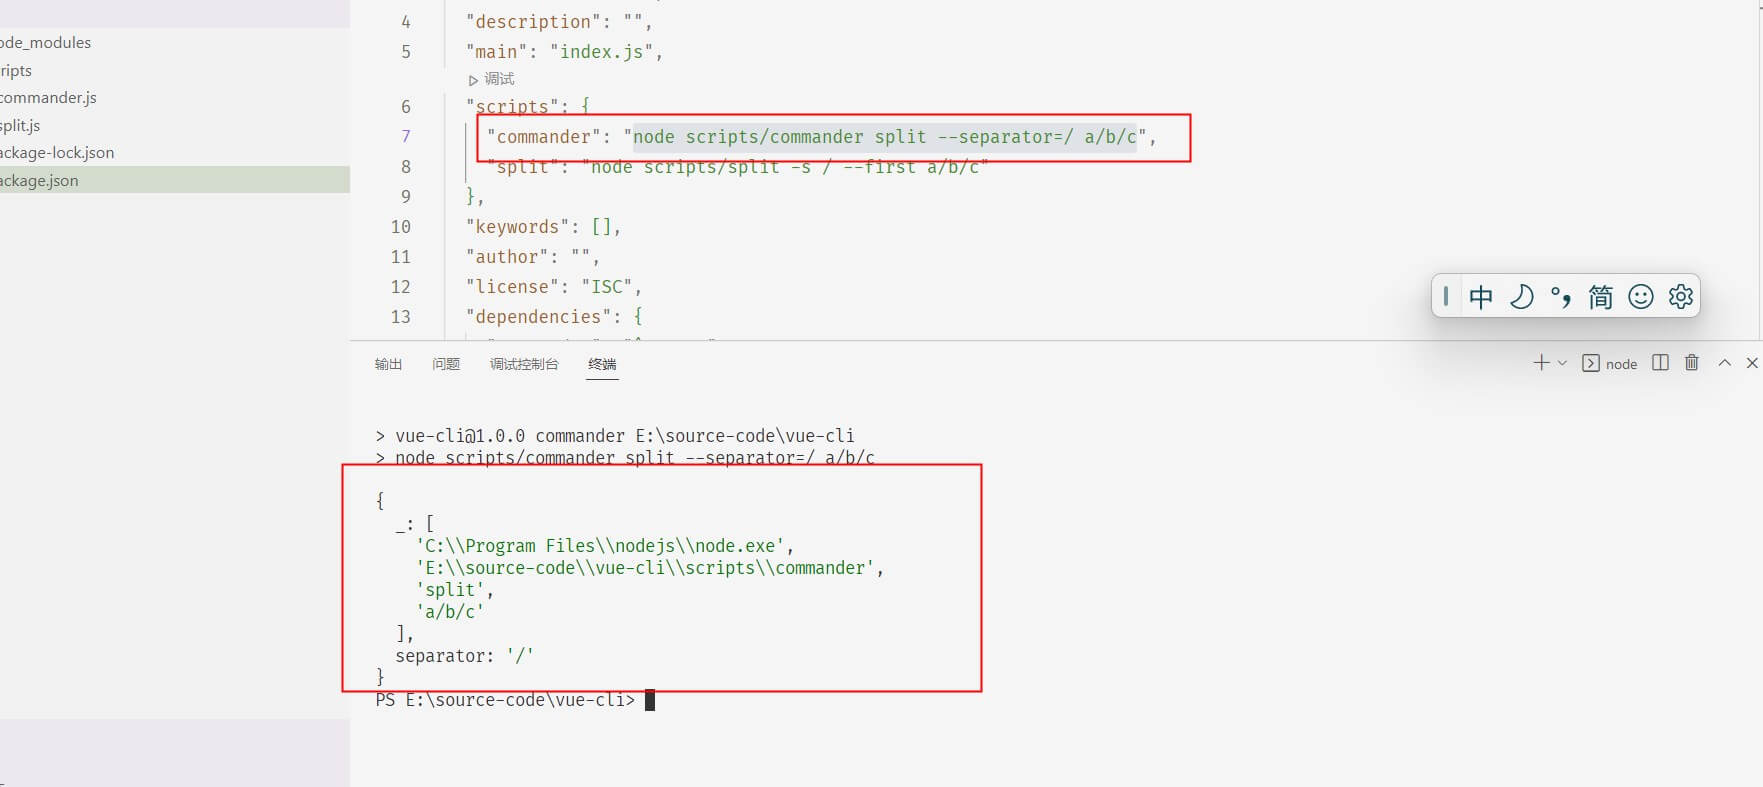 ode_modules
ripts
commander.js
split.js
ackage-lock.json
ackage.json
4 "description": "",
5 "main": "index.js",
调试
6 "scripts": {
7 "commander": "node scripts/commander split --separator=/ a/b/c",
8 "split": "node scripts/split -s / --first a/b/c"
9 },
10 "keywords": [],
11 "author": "",
12 "license": "ISC",
13 "dependencies": {
中 °, 简
输出 问题 调试控制台 终端
node
> vue-cli@1.0.0 commander E:\source-code\vue-cli
> node scripts/commander split --separator=/ a/b/c
{
_: [
'C:\\Program Files\\nodejs\\node.exe',
'E:\\source-code\\vue-cli\\scripts\\commander',
'split',
'a/b/c'
],
separator: '/'
}
PS E:\source-code\vue-cli>